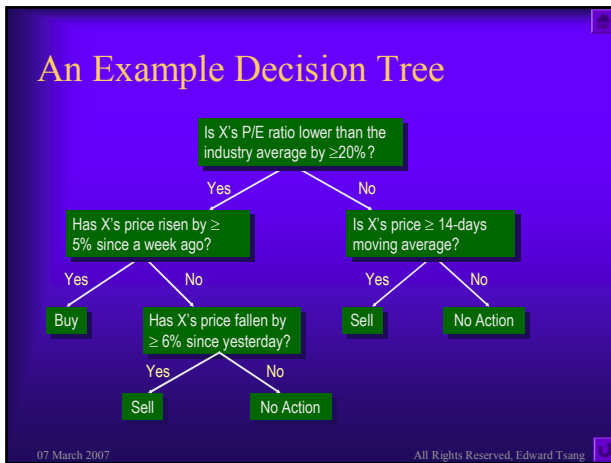 An Example Decision Tree
Is X's P/E ratio lower than the
industry average by ≥20%?
Yes
No
Has X's price risen by ≥
5% since a week ago?
Is X's price ≥ 14-days
moving average?
Yes
No
Yes
No
Buy
Has X's price fallen by
≥ 6% since yesterday?
Sell
No Action
Yes
No
Sell
No Action
07 March 2007
All Rights Reserved, Edward Tsang